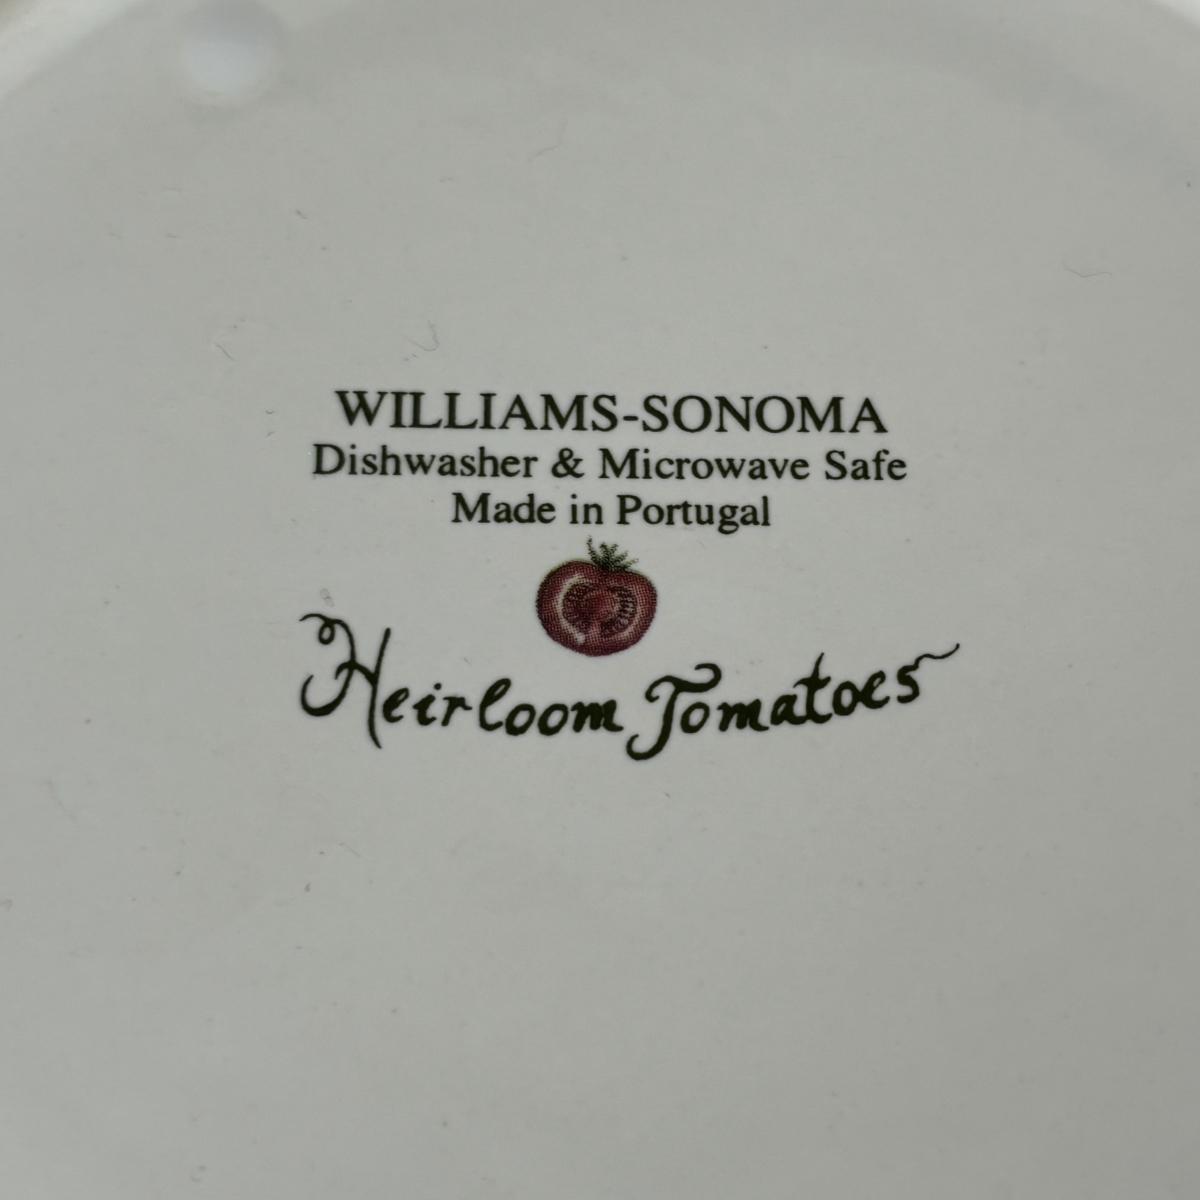 WILLIAMS-SONOMA
Dishwasher & Microwave Safe
Made in Portugal
Heirloom Tomatoes